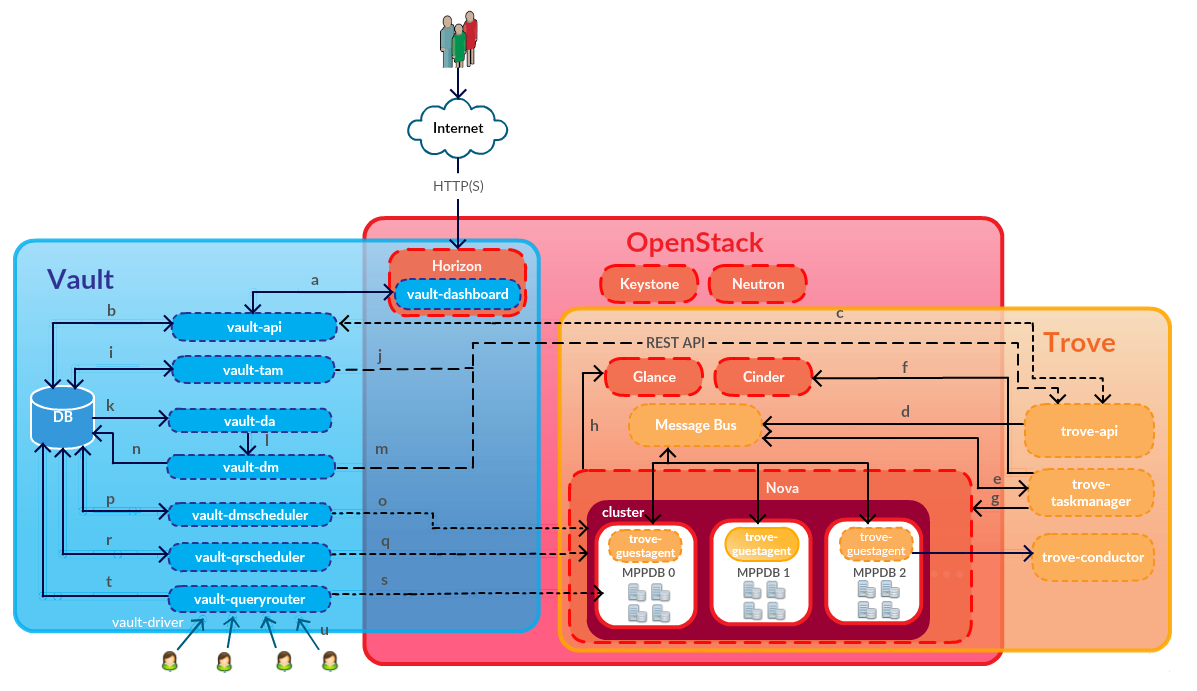 Internet
HTTP(S)
OpenStack
Vault
Horizon
vault-dashboard
Keystone
Neutron
a
b
vault-api
c
Trove
i
j
REST API
vault-tam
f
Glance
Cinder
k
DB
vault-da
h
Message Bus
d
trove-api
l
n
m
vault-dm
e
trove-
taskmanager
g
Nova
p
o
vault-dmscheduler
cluster
r
q
vault-qrscheduler
trove-
guestagent
MPPDB 0
trove-
guestagent
MPPDB 1
trove-
guestagent
MPPDB 2
trove-conductor
t
s
vault-queryrouter
vault-driver
u